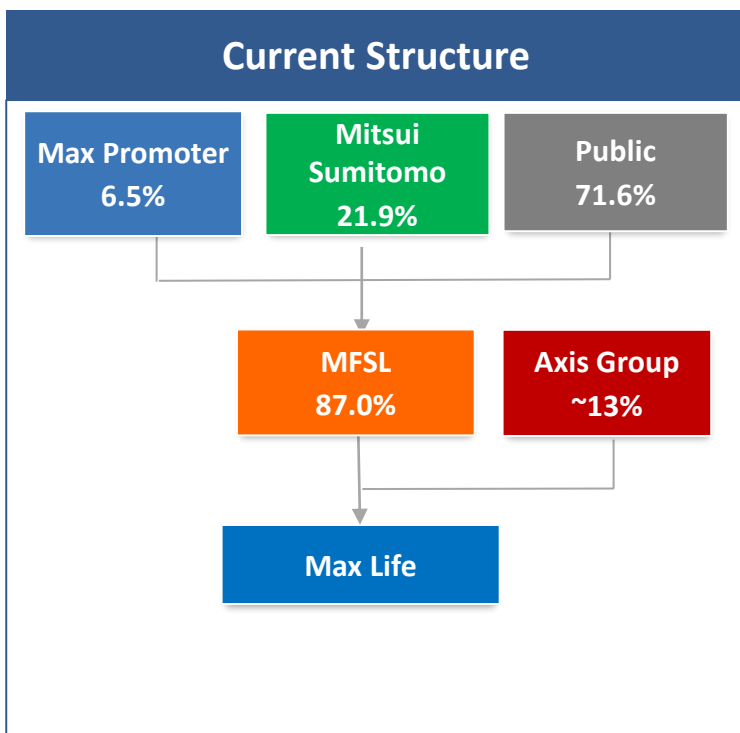 Current Structure
Max Promoter
6.5%
Mitsui
Sumitomo
21.9%
Public
71.6%
MFSL
87.0%
Axis Group
~13%
Max Life